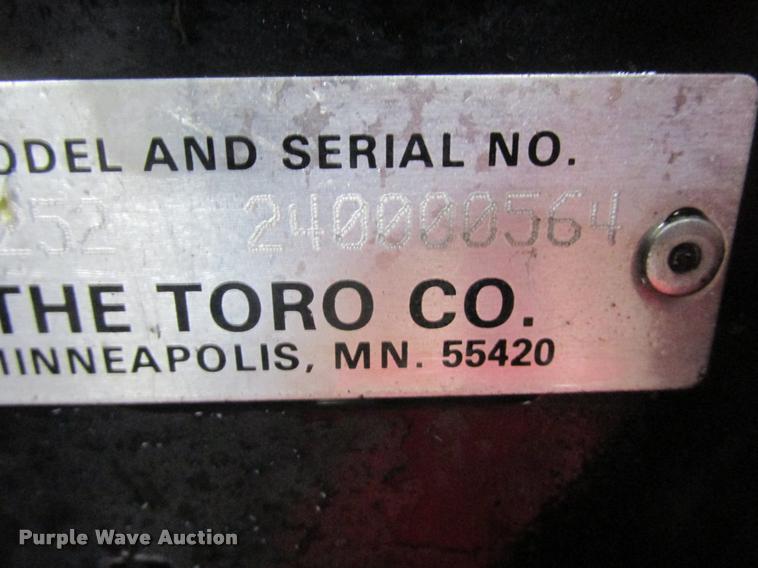 ODEL AND SERIAL NO.
252 240000564
THE TORO CO.
MINNEAPOLIS, MN. 55420
Purple Wave Auction